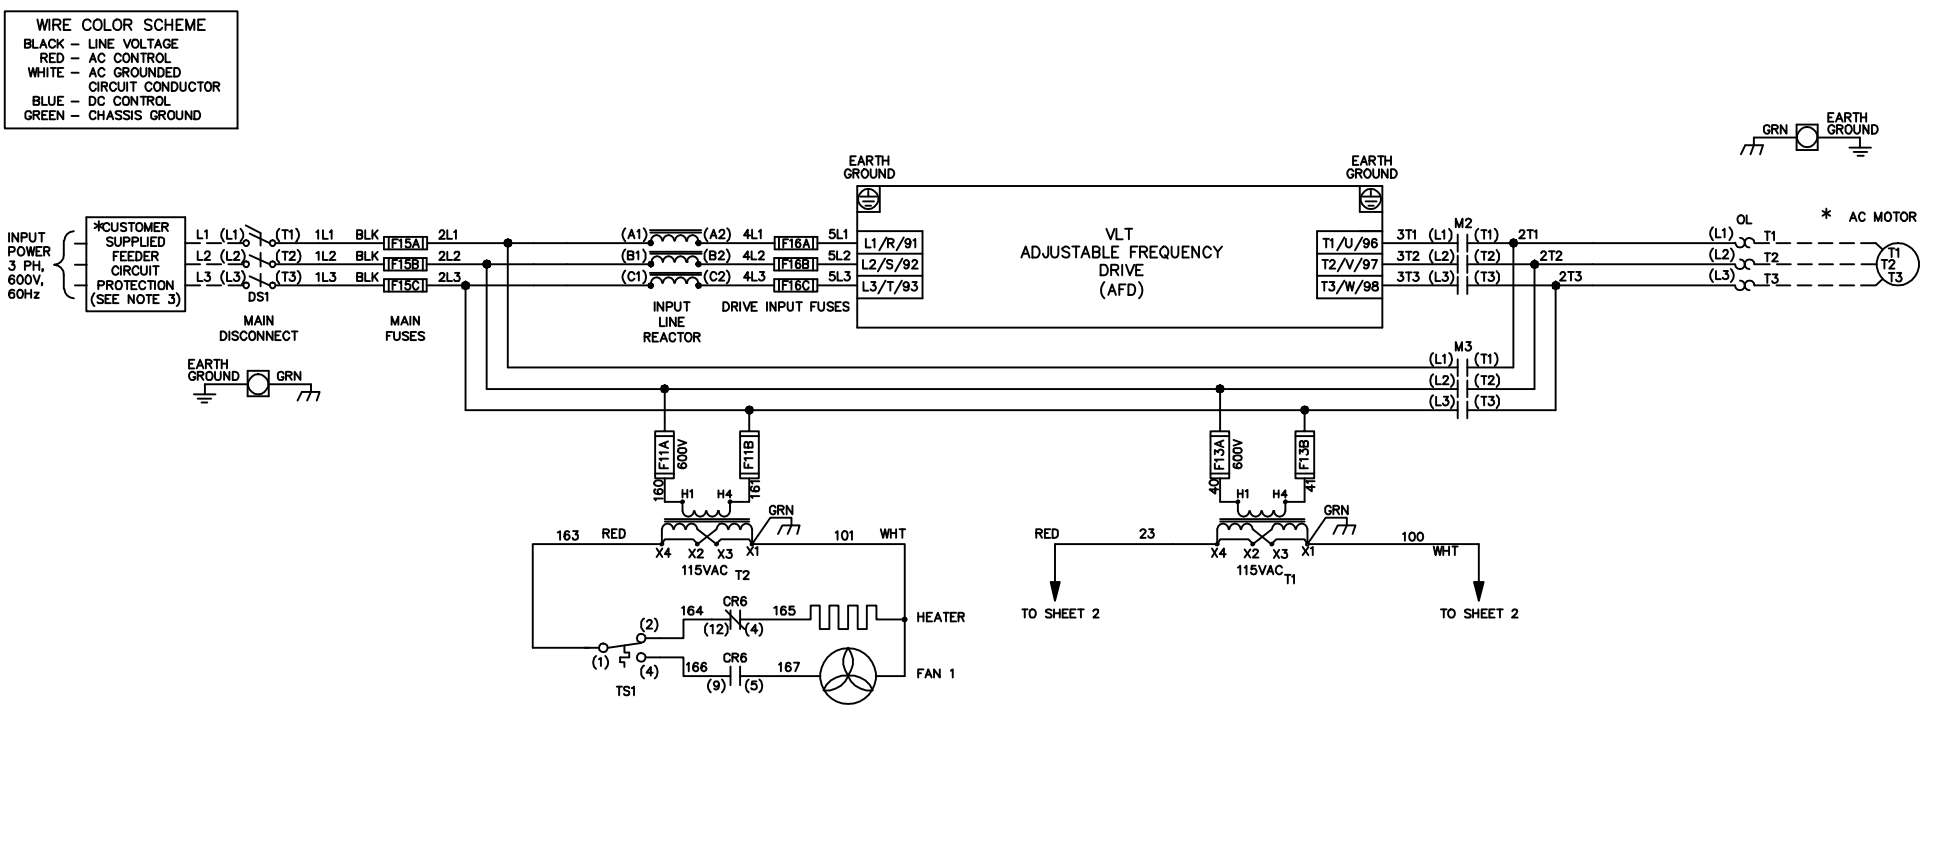 WIRE COLOR SCHEME
BLACK – LINE VOLTAGE
RED – AC CONTROL
WHITE – AC GROUNDED
CIRCUIT CONDUCTOR
BLUE – DC CONTROL
GREEN – CHASSIS GROUND
GRN
EARTH
GROUND
EARTH
GROUND
EARTH
GROUND
INPUT
POWER
3 PH,
600V,
60Hz
*CUSTOMER
SUPPLIED
FEEDER
CIRCUIT
PROTECTION
(SEE NOTE 3)
L1 (L1) (T1) 1L1 BLK F15A 2L1 (A1) (A2) 4L1 F16A 5L1 L1/R/91
L2 (L2) (T2) 1L2 BLK F15B 2L2 (B1) (B2) 4L2 F16B 5L2 L2/S/92
L3 (L3) (T3) 1L3 BLK F15C 2L3 (C1) (C2) 4L3 F16C 5L3 L3/T/93
DS1
MAIN
DISCONNECT
MAIN
FUSES
INPUT
LINE
REACTOR
DRIVE INPUT FUSES
VLT
ADJUSTABLE FREQUENCY
DRIVE
(AFD)
M2
OL
* AC MOTOR
T1/U/96 3T1 (L1) (T1) 2T1 (L1) T1 T1
T2/V/97 3T2 (L2) (T2) 2T2 (L2) T2 T2
T3/W/98 3T3 (L3) (T3) 2T3 (L3) T3 T3
M3
(L1) (T1)
(L2) (T2)
(L3) (T3)
EARTH
GROUND
GRN
F11A
600V
F11B
160
161
H1 H4
GRN
163 RED
101 WHT
X4 X2 X3 X1
115VAC T2
F13A
600V
F13B
40
41
H1 H4
GRN
RED 23
100
WHT
X4 X2 X3 X1
115VAC T1
TO SHEET 2
TO SHEET 2
CR6
164 165
(12) (4)
HEATER
(2)
(1)
(4)
TS1
CR6
166 167
(9) (5)
FAN 1